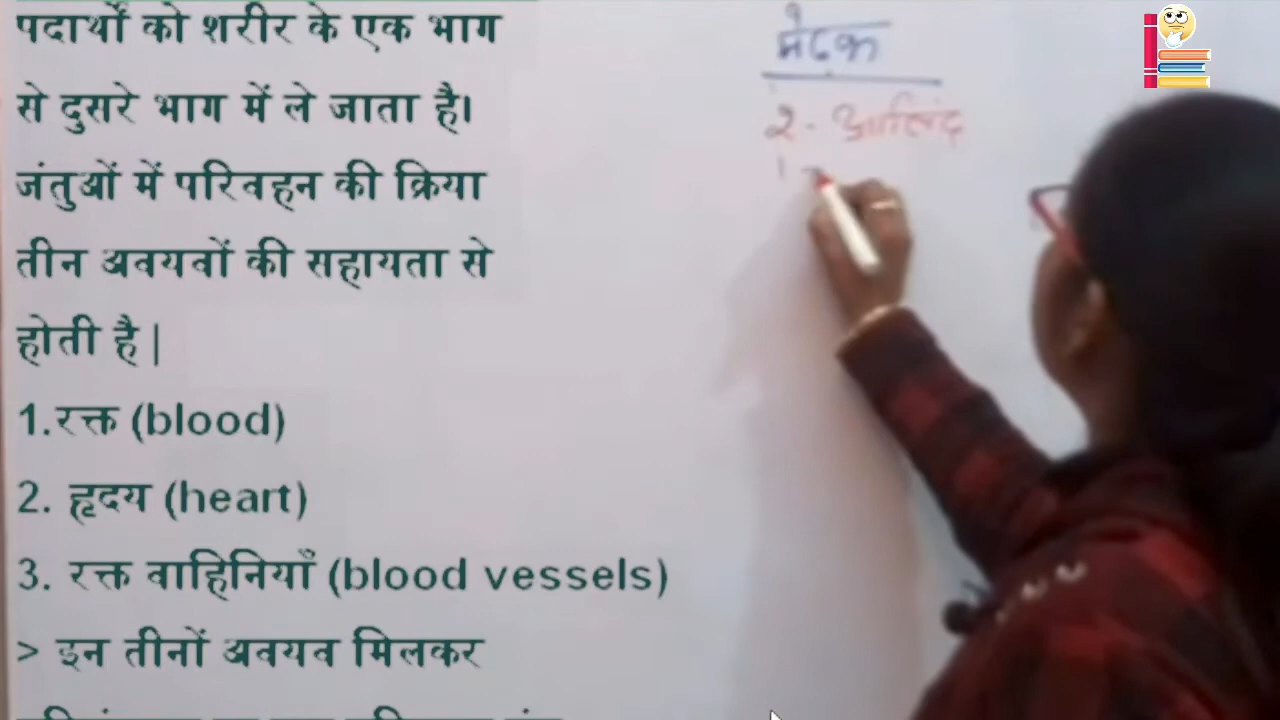 पदार्थों को शरीर के एक भाग
से दुसरे भाग में ले जाता है।
जंतुओं में परिवहन की क्रिया
तीन अवयवों की सहायता से
होती है |
1.रक्त (blood)
2. हृदय (heart)
3. रक्त वाहिनियाँ (blood vessels)
> इन तीनों अवयव मिलकर
मेंढक
2- आलिंद
1